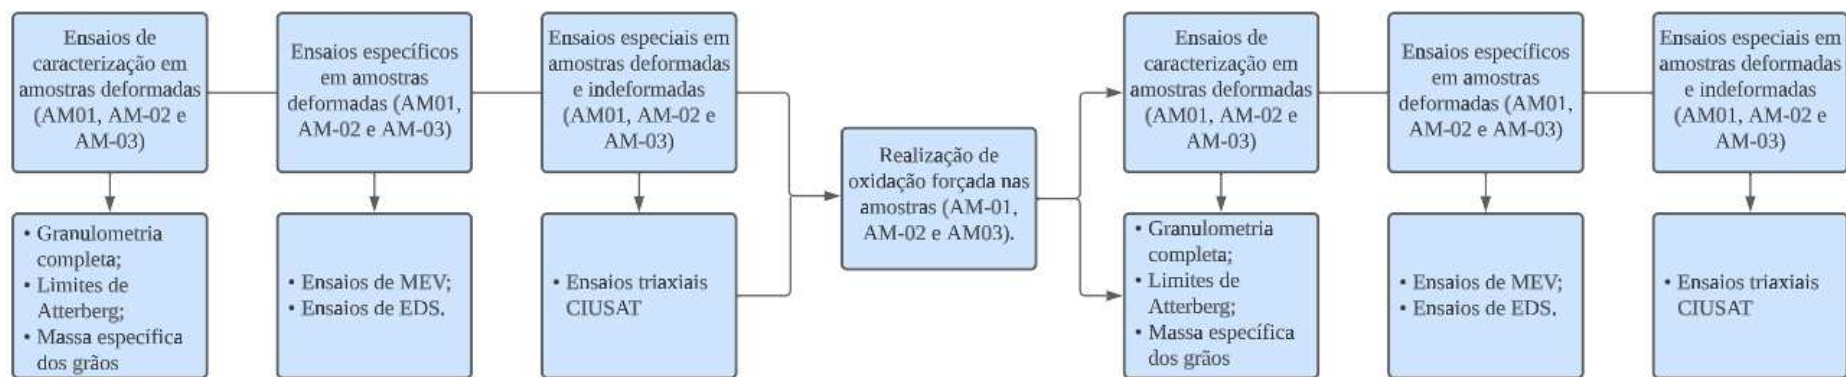 Ensaios de
caracterização em
amostras deformadas
(AM01, AM-02 e
AM-03)
Ensaios específicos
em amostras
deformadas (AM01,
AM-02 e AM-03)
Ensaios especiais em
amostras deformadas
e indeformadas
(AM01, AM-02 e
AM-03)
• Granulometria
completa;
• Limites de
Atterberg;
• Massa específica
dos grãos
• Ensaios de MEV;
• Ensaios de EDS.
• Ensaios triaxiais
CIUSAT
Realização de
oxidação forçada nas
amostras (AM-01,
AM-02 e AM03).
Ensaios de
caracterização em
amostras deformadas
(AM01, AM-02 e
AM-03)
Ensaios específicos
em amostras
deformadas (AM01,
AM-02 e AM-03)
Ensaios especiais em
amostras deformadas
e indeformadas
(AM01, AM-02 e
AM-03)
• Granulometria
completa;
• Limites de
Atterberg;
• Massa específica
dos grãos
• Ensaios de MEV;
• Ensaios de EDS.
• Ensaios triaxiais
CIUSAT